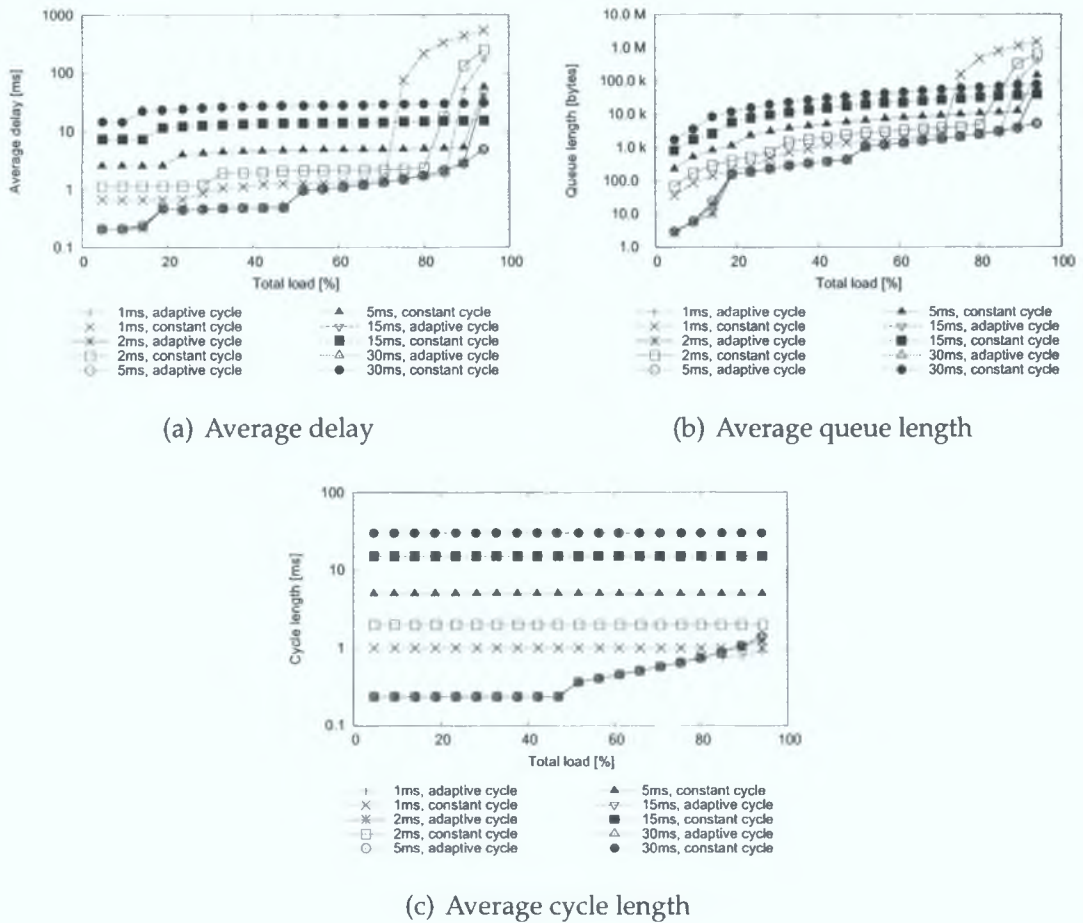 1000
100
10
1
0.1
Average delay [ms]
0 20 40 60 80 100
Total load [%]
1ms, adaptive cycle
1ms, constant cycle
2ms, adaptive cycle
2ms, constant cycle
5ms, adaptive cycle
5ms, constant cycle
15ms, adaptive cycle
15ms, constant cycle
30ms, adaptive cycle
30ms, constant cycle
(a) Average delay
10.0 M
1.0 M
100.0 k
10.0 k
1.0 k
100.0
10.0
1.0
Queue length [bytes]
0 20 40 60 80 100
Total load [%]
1ms, adaptive cycle
1ms, constant cycle
2ms, adaptive cycle
2ms, constant cycle
5ms, adaptive cycle
5ms, constant cycle
15ms, adaptive cycle
15ms, constant cycle
30ms, adaptive cycle
30ms, constant cycle
(b) Average queue length
100
10
1
0.1
Cycle length [ms]
0 20 40 60 80 100
Total load [%]
1ms, adaptive cycle
1ms, constant cycle
2ms, adaptive cycle
2ms, constant cycle
5ms, adaptive cycle
5ms, constant cycle
15ms, adaptive cycle
15ms, constant cycle
30ms, adaptive cycle
30ms, constant cycle
(c) Average cycle length